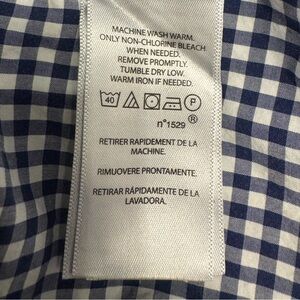 MACHINE WASH WARM.
ONLY NON-CHLORINE BLEACH
WHEN NEEDED.
REMOVE PROMPTLY.
TUMBLE DRY LOW.
WARM IRON IF NEEDED.
40 P
n°1529 ®
RETIRER RAPIDEMENT DE LA
MACHINE.
RIMUOVERE PRONTAMENTE.
RETIRAR RÁPIDAMENTE DE LA
LAVADORA.